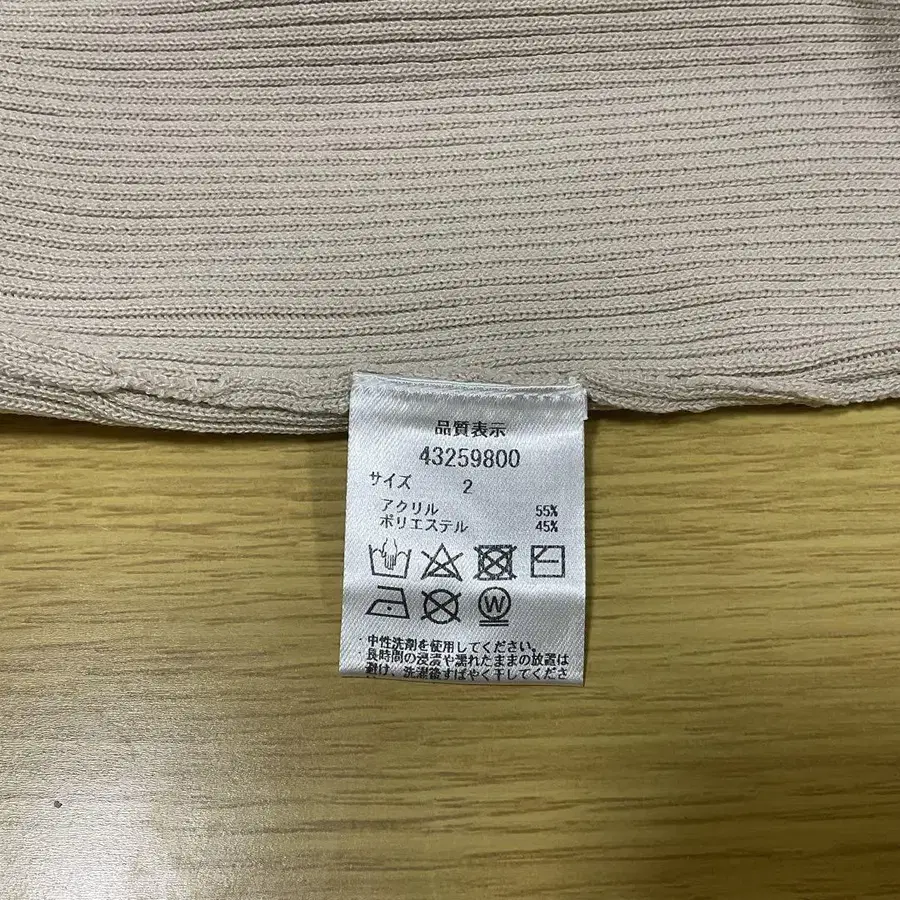 品質表示
43259800
サイズ 2
アクリル 55%
ポリエステル 45%
W
・中性洗剤を使用してください。
・長時間の浸漬や濡れたままの放置は
避け、洗濯後すばやく干してくださ